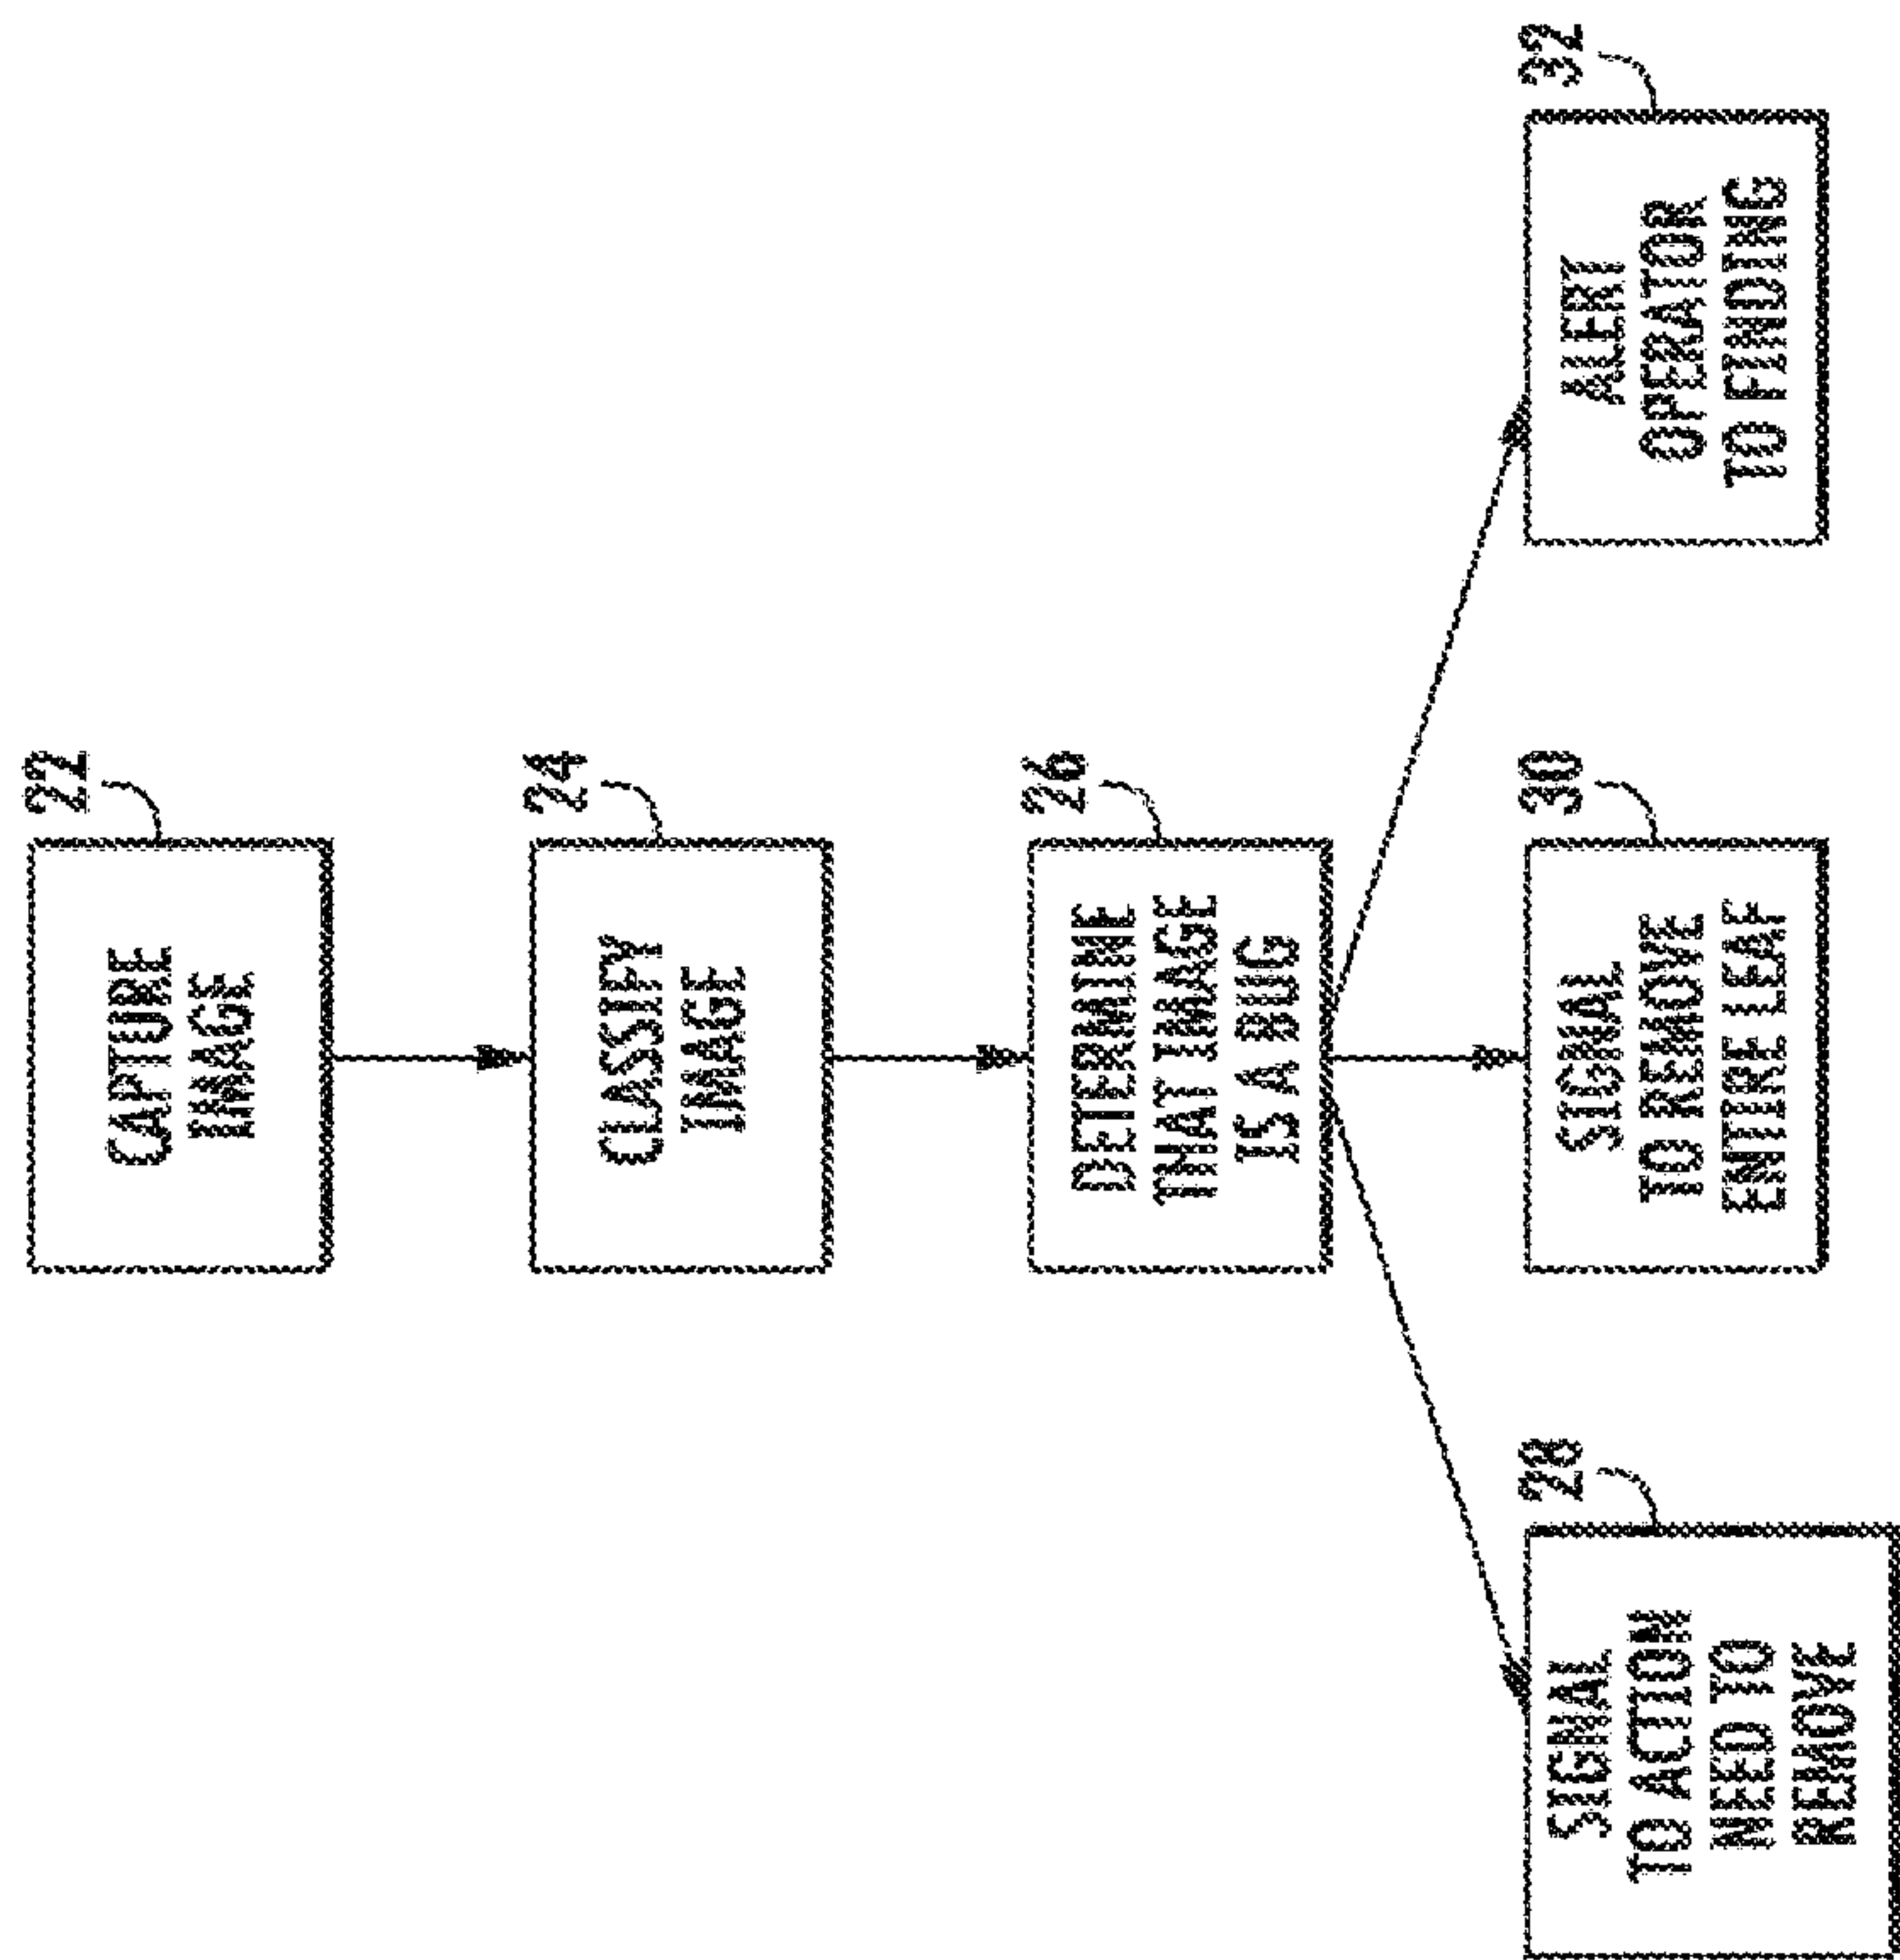 22
CAPTURE
IMAGE
24
CLASSIFY
IMAGE
26
DETERMINE
THAT IMAGE
IS A BUG
28
SIGNAL
TO ACTION
NEED TO
REMOVE
30
SIGNAL
TO REMOVE
ENTIRE LEAF
32
ALERT
OPERATOR
TO FINDING